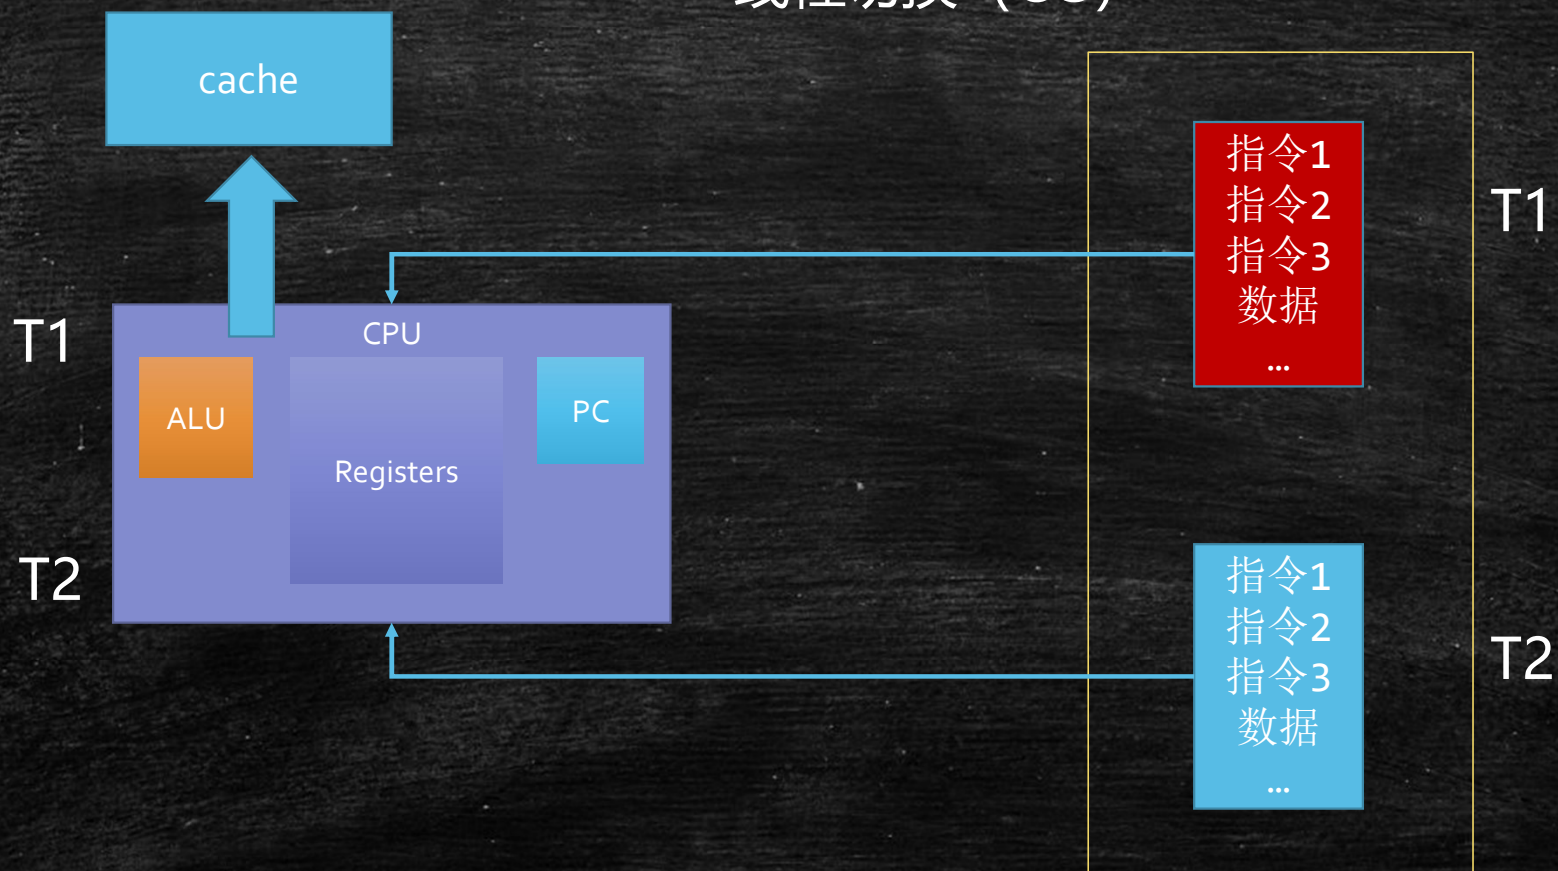 cache
T1
CPU
ALU
Registers
PC
T2
指令1
指令2
指令3
数据
...
T1
指令1
指令2
指令3
数据
...
T2